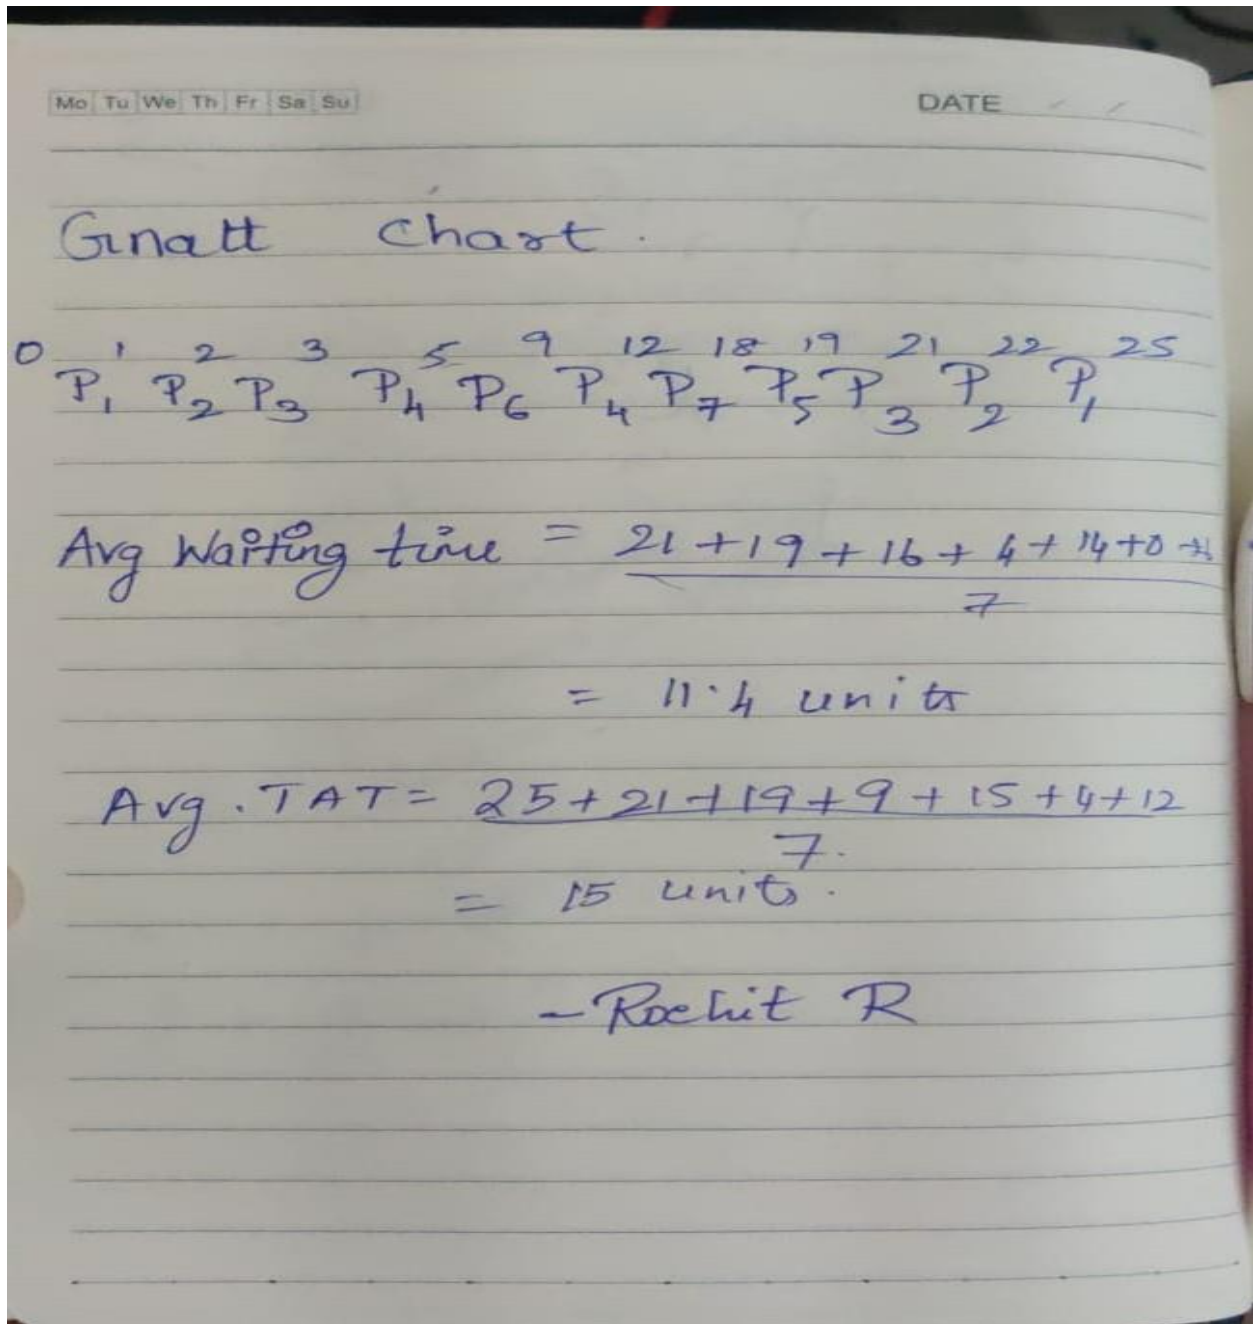 Mo Tu We Th Fr Sa Su DATE
Gnatt Chart.
0 1 2 3 5 9 12 18 19 21 22 25
P1 P2 P3 P4 P6 P4 P7 P5 P3 P2 P1
Avg Waiting time = 21 + 19 + 16 + 4 + 14 + 0 +
7
= 11.4 units
Avg. TAT = 25 + 21 + 19 + 9 + 15 + 4 + 12
7.
= 15 units.
- Rochit R